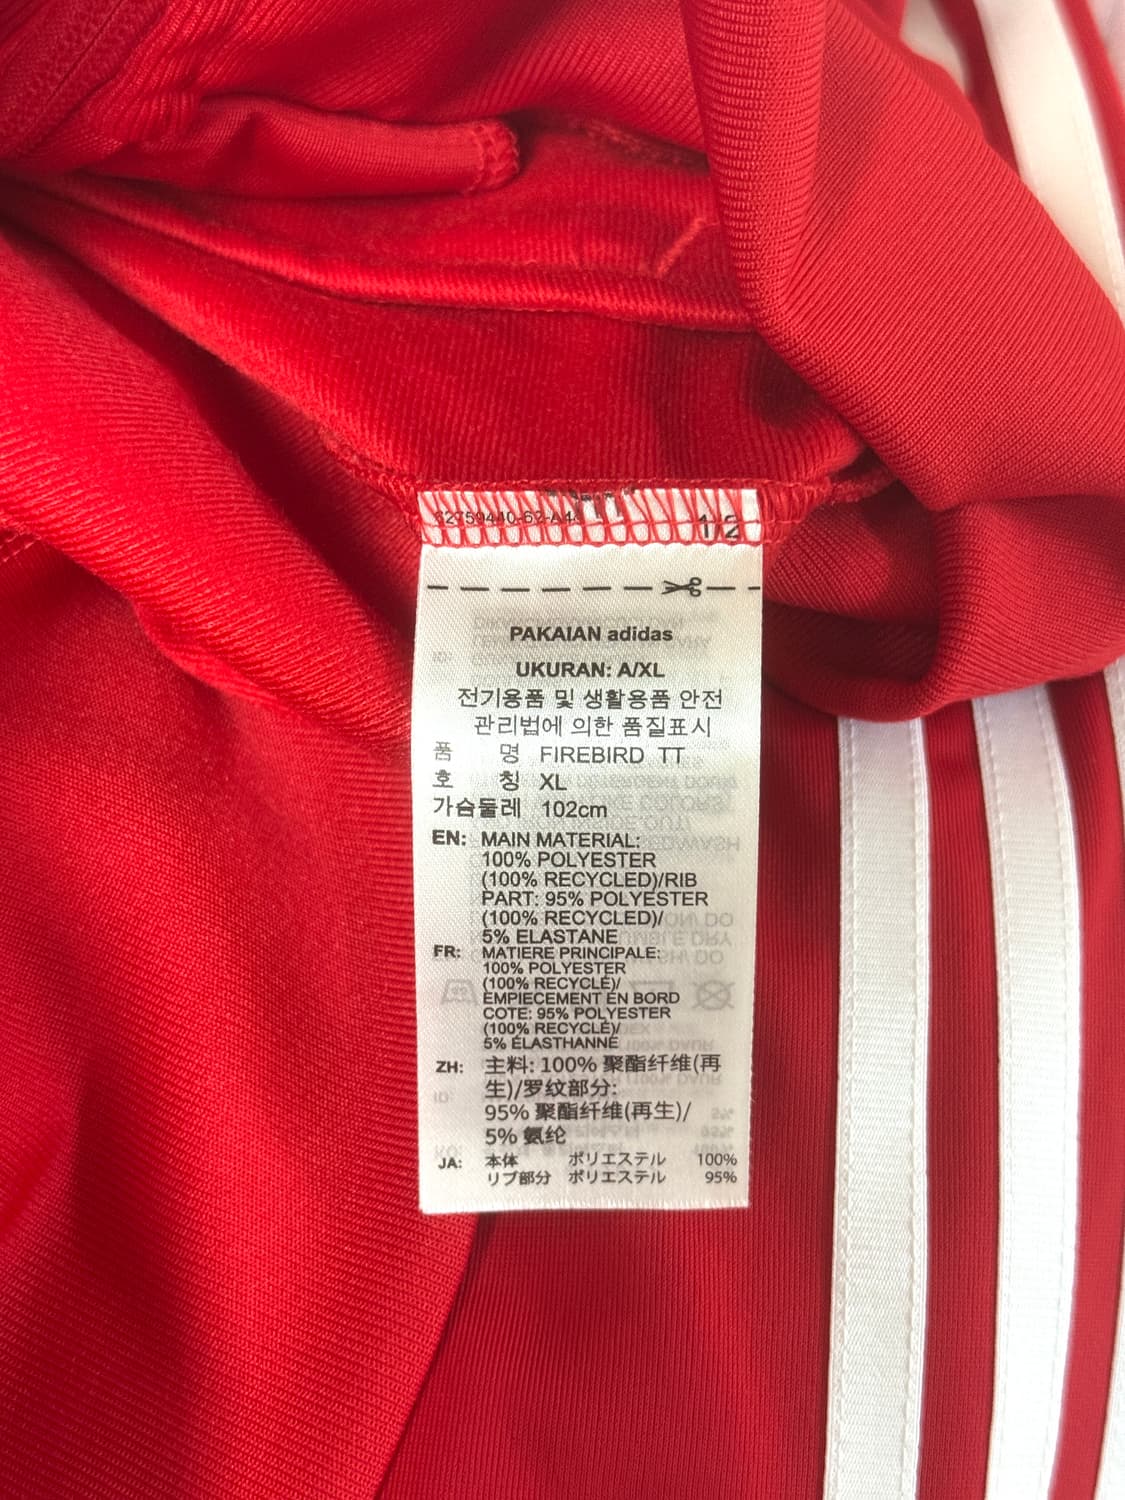 1/2
PAKAIAN adidas
UKURAN: A/XL
전기용품 및 생활용품 안전
관리법에 의한 품질표시
품 명 FIREBIRD TT
호 칭 XL
가슴둘레 102cm
EN: MAIN MATERIAL:
100% POLYESTER
(100% RECYCLED)/RIB
PART: 95% POLYESTER
(100% RECYCLED)/
5% ELASTANE
FR: MATIERE PRINCIPALE:
100% POLYESTER
(100% RECYCLÉ)/
EMPIECEMENT EN BORD
COTE: 95% POLYESTER
(100% RECYCLÉ)/
5% ÉLASTHANNE
ZH: 主料: 100% 聚酯纤维(再
生)/罗纹部分:
95% 聚酯纤维(再生)/
5% 氨纶
JA: 本体 ポリエステル 100%
リブ部分 ポリエステル 95%